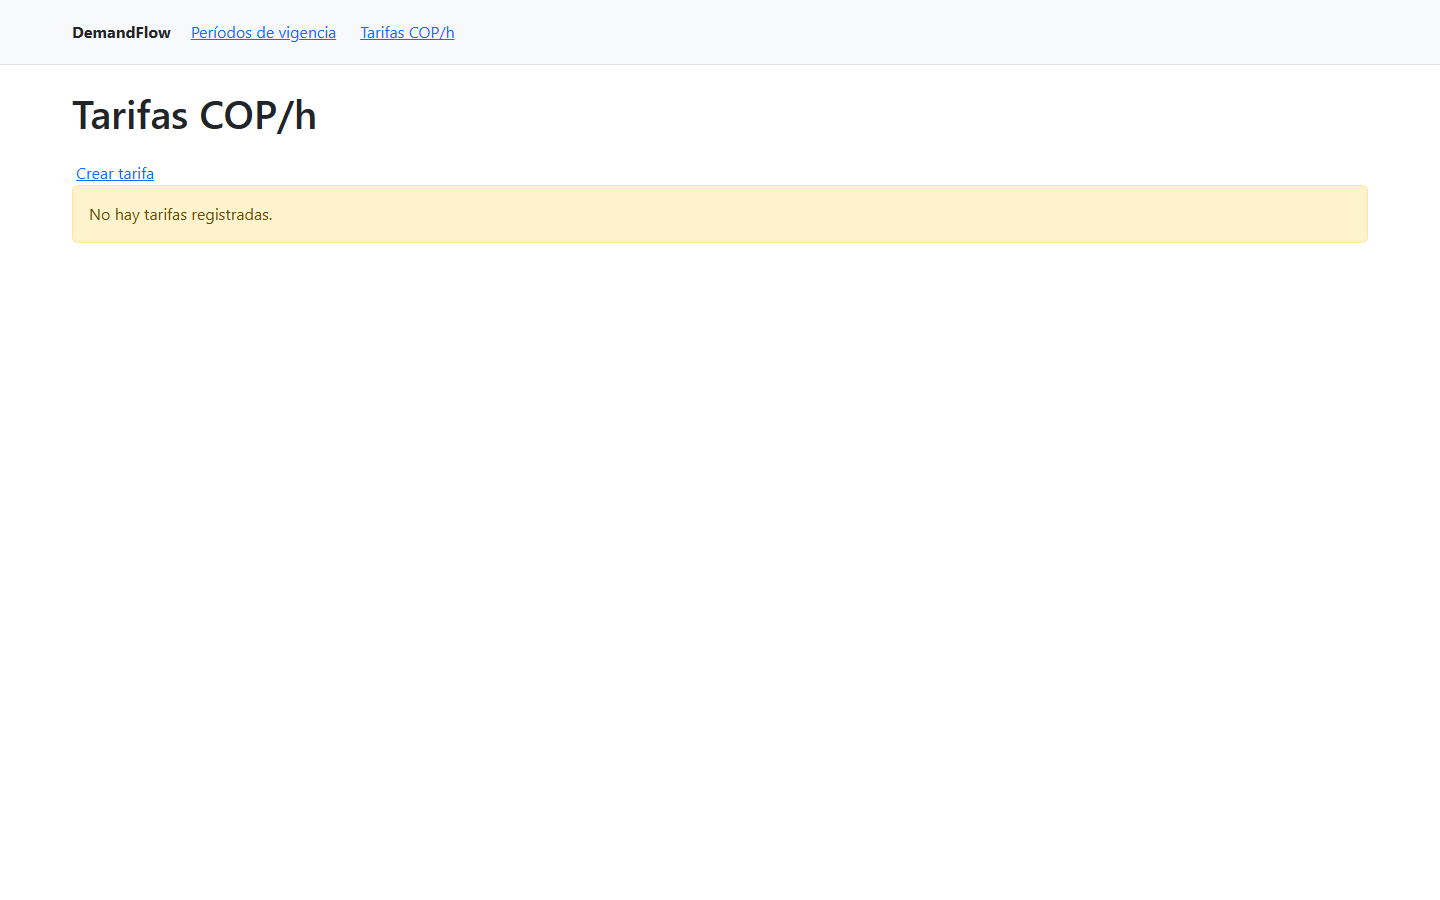 DemandFlow Períodos de vigencia Tarifas COP/h
Tarifas COP/h
Crear tarifa
No hay tarifas registradas.